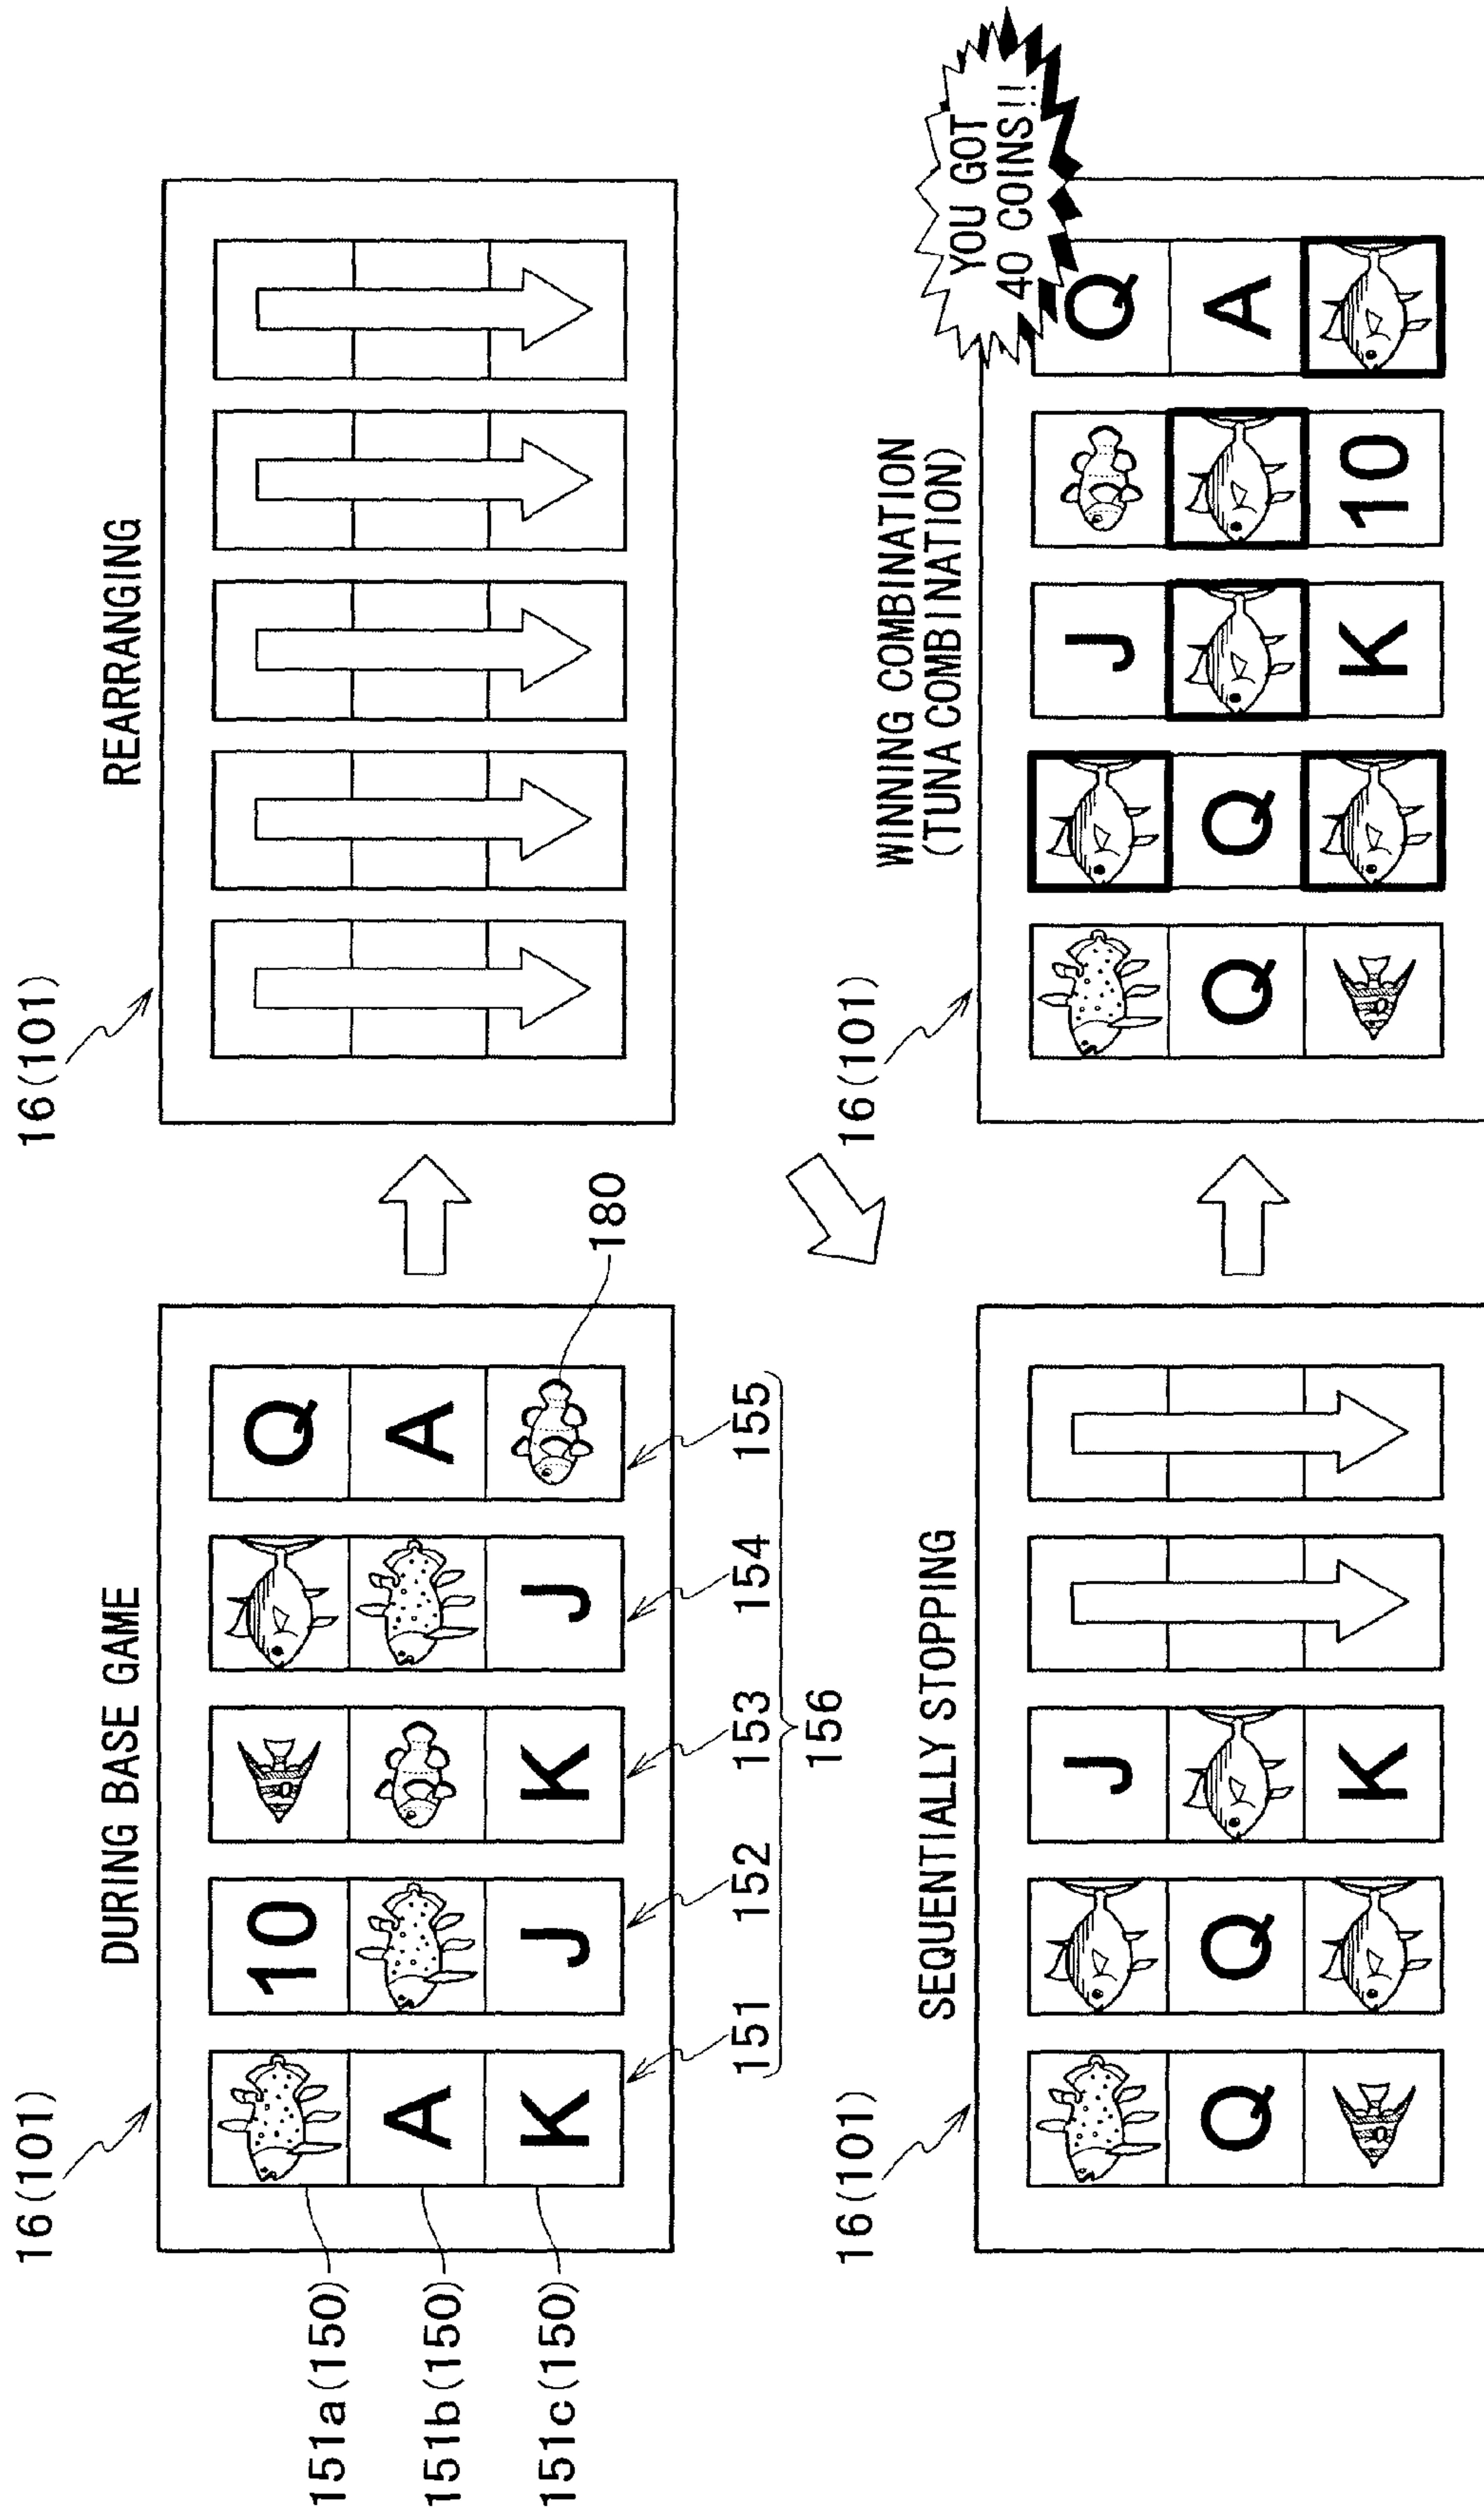 16(101)
DURING BASE GAME
10 Q
A A
K J K J
151a(150)
151b(150)
151c(150)
151 152 153 154 155
156
180
16(101)
REARRANGING
16(101)
SEQUENTIALLY STOPPING
J
Q Q
K
16(101)
WINNING COMBINATION
(TUNA COMBINATION)
YOU GOT
40 COINS!!
J Q
Q Q A
K 10